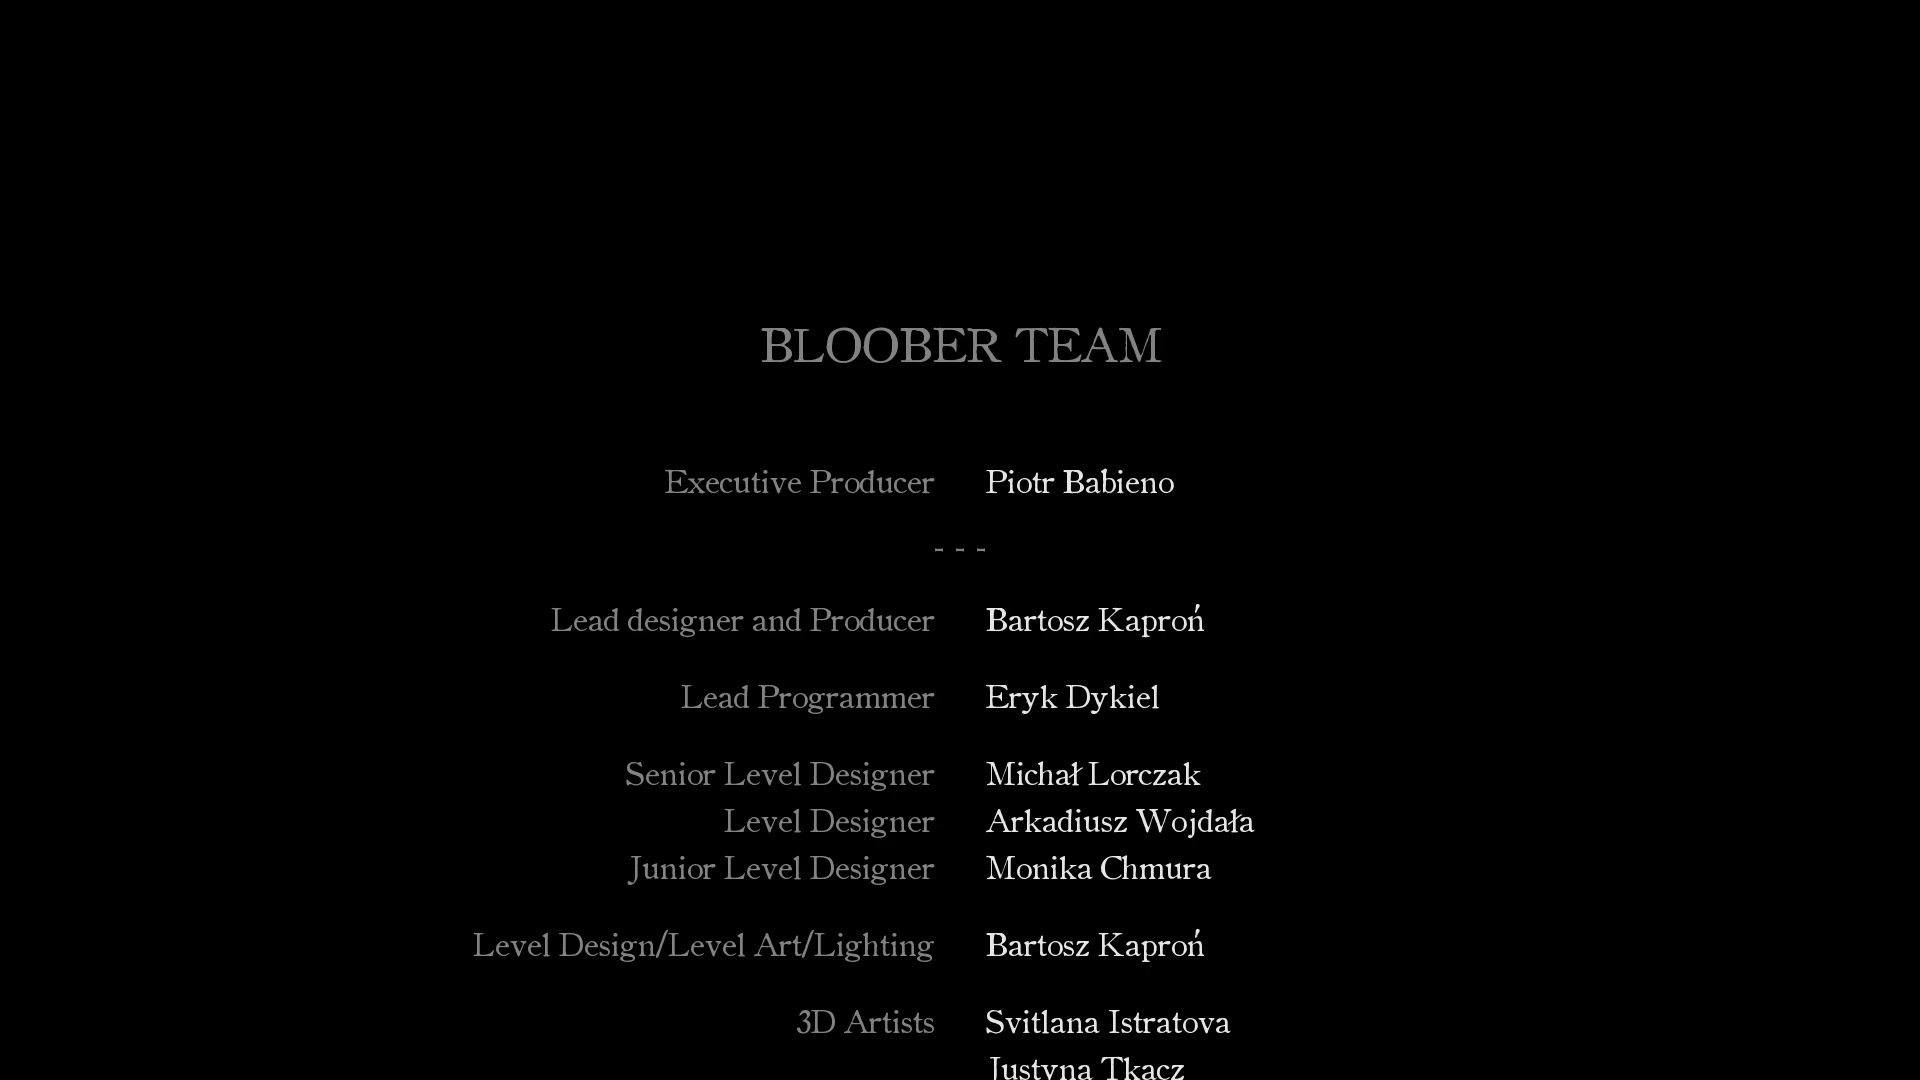 BLOOBER TEAM
Executive Producer Piotr Babieno
- - -
Lead designer and Producer Bartosz Kaproń
Lead Programmer Eryk Dykiel
Senior Level Designer Michał Lorczak
Level Designer Arkadiusz Wojdała
Junior Level Designer Monika Chmura
Level Design/Level Art/Lighting Bartosz Kaproń
3D Artists Svitlana Istratova
Justyna Tkacz